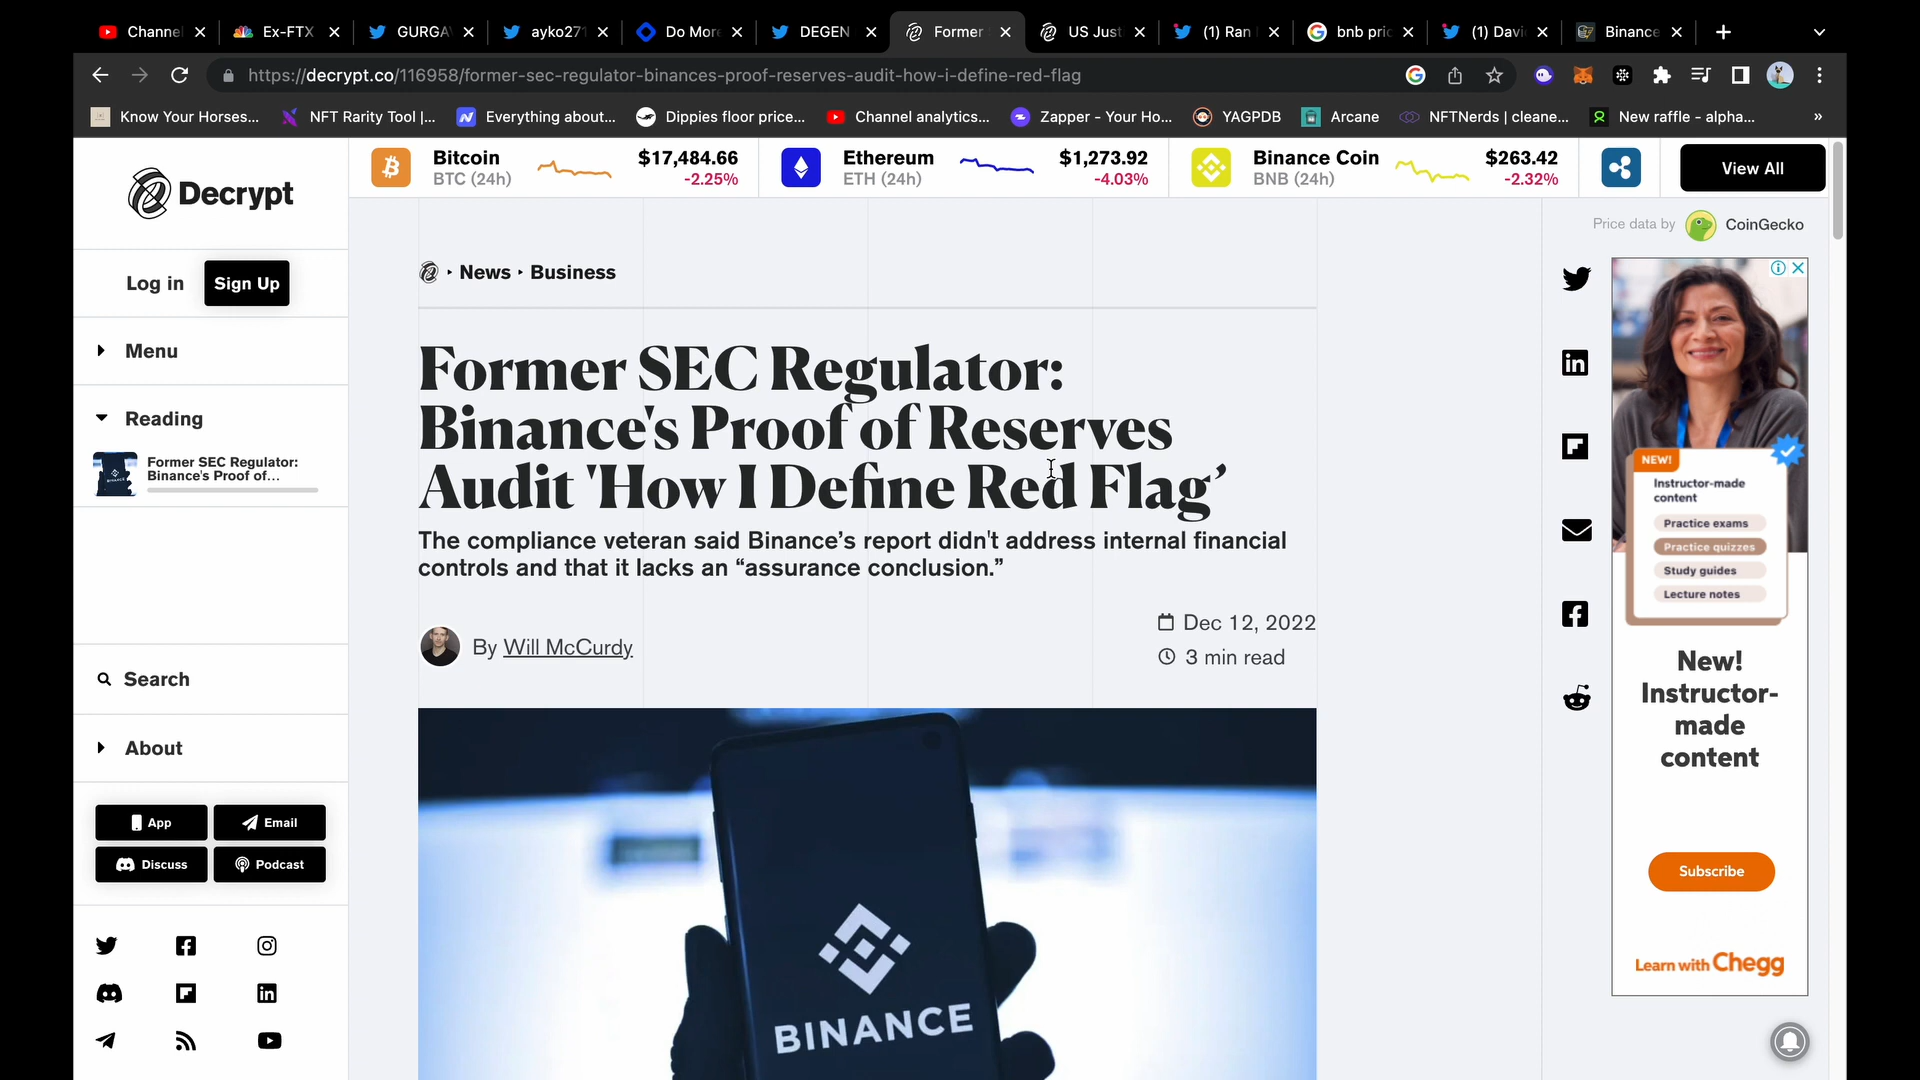 Channel
Ex-FTX
GURGA
ayko271
Do More
DEGEN
Former
US Just
(1) Ran
bnb pric
(1) Davi
Binance
https://decrypt.co/116958/former-sec-regulator-binances-proof-reserves-audit-how-i-define-red-flag
Know Your Horses...
NFT Rarity Tool |...
Everything about...
Dippies floor price...
Channel analytics...
Zapper - Your Ho...
YAGPDB
Arcane
NFTNerds | cleane...
New raffle - alpha...
»
Decrypt
Log in
Sign Up
Menu
Reading
Former SEC Regulator:
Binance's Proof of...
Search
About
App
Email
Discuss
Podcast
Bitcoin $17,484.66
BTC (24h) -2.25%
Ethereum $1,273.92
ETH (24h) -4.03%
Binance Coin $263.42
BNB (24h) -2.32%
View All
Price data by CoinGecko
News ‣ Business
Former SEC Regulator:
Binance's Proof of Reserves
Audit 'How I Define Red Flag’
The compliance veteran said Binance’s report didn't address internal financial
controls and that it lacks an “assurance conclusion.”
By Will McCurdy
Dec 12, 2022
3 min read
BINANCE
NEW!
Instructor-made
content
Practice exams
Practice quizzes
Study guides
Lecture notes
New!
Instructor-
made
content
Subscribe
Learn with Chegg